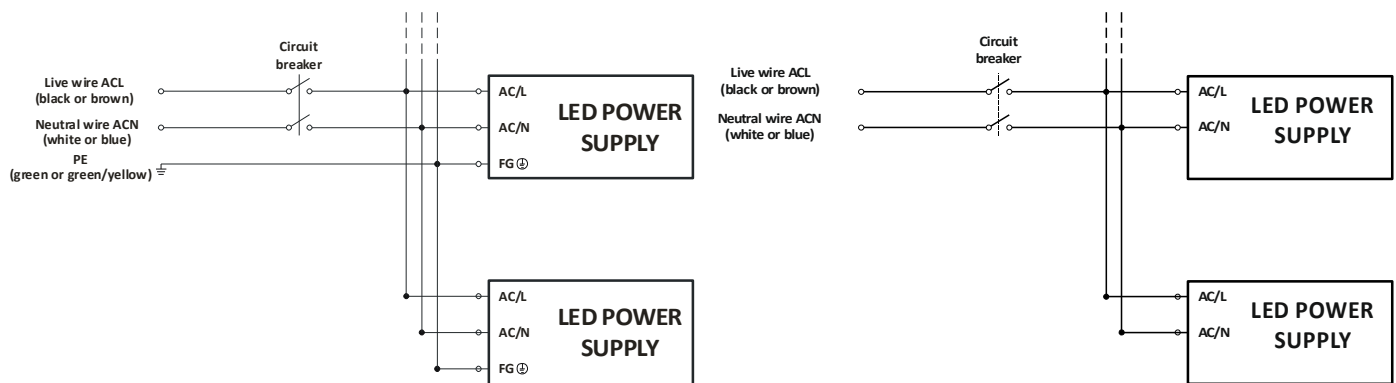 Circuit
breaker
Live wire ACL
(black or brown)
Neutral wire ACN
(white or blue)
PE
(green or green/yellow)
AC/L
AC/N
FG
LED POWER
SUPPLY
AC/L
AC/N
FG
LED POWER
SUPPLY
Circuit
breaker
Live wire ACL
(black or brown)
Neutral wire ACN
(white or blue)
AC/L
AC/N
LED POWER
SUPPLY
AC/L
AC/N
LED POWER
SUPPLY